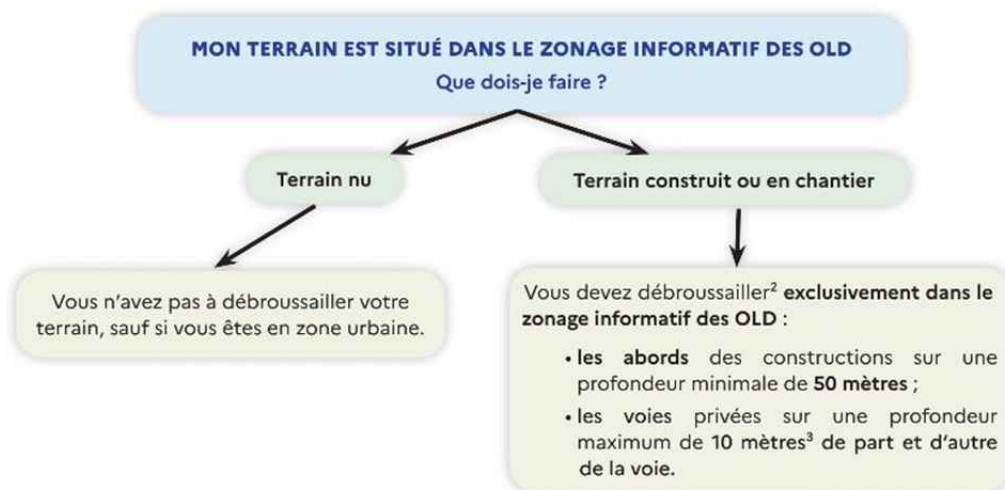 MON TERRAIN EST SITUÉ DANS LE ZONAGE INFORMATIF DES OLD
Que dois-je faire ?
Terrain nu
Terrain construit ou en chantier
Vous n'avez pas à débroussailler votre
terrain, sauf si vous êtes en zone urbaine.
Vous devez débroussailler² exclusivement dans le
zonage informatif des OLD :
• les abords des constructions sur une
profondeur minimale de 50 mètres ;
• les voies privées sur une profondeur
maximum de 10 mètres³ de part et d'autre
de la voie.